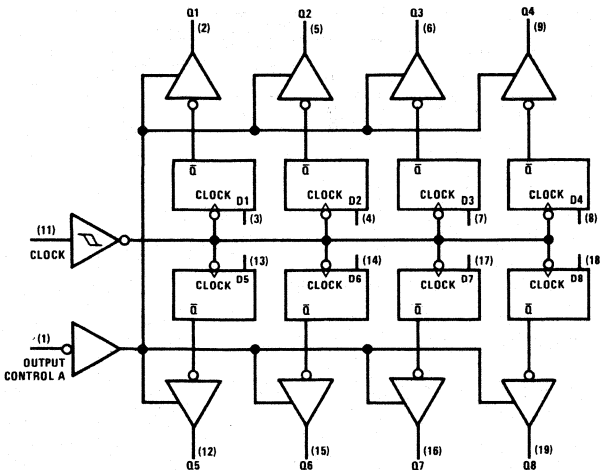 Q1 Q2 Q3 Q4
(2) (5) (6) (9)
Q̅ Q̅ Q̅ Q̅
CLOCK CLOCK CLOCK CLOCK
D1 D2 D3 D4
(3) (4) (7) (8)
(11)
CLOCK
(13) (14) (17) (18
CLOCK D5 CLOCK D6 CLOCK D7 CLOCK D8
Q̅ Q̅ Q̅ Q̅
(1)
OUTPUT
CONTROL A
(12) (15) (16) (19)
Q5 Q6 Q7 Q8